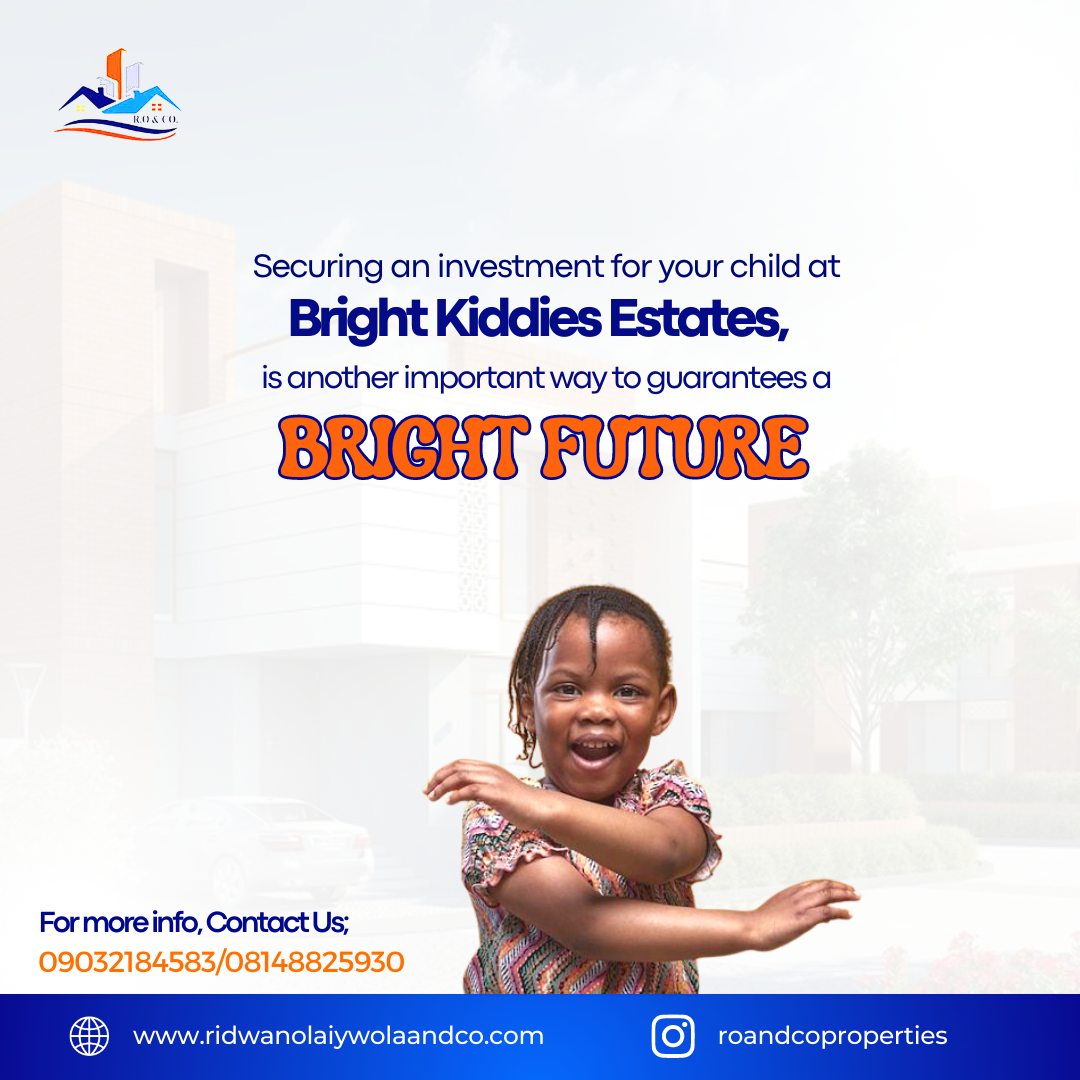 R.O & CO.
Securing an investment for your child at
Bright Kiddies Estates,
is another important way to guarantees a
BRIGHT FUTURE
For more info, Contact Us;
09032184583/08148825930
www.ridwanolaiywolaandco.com
roandcoproperties